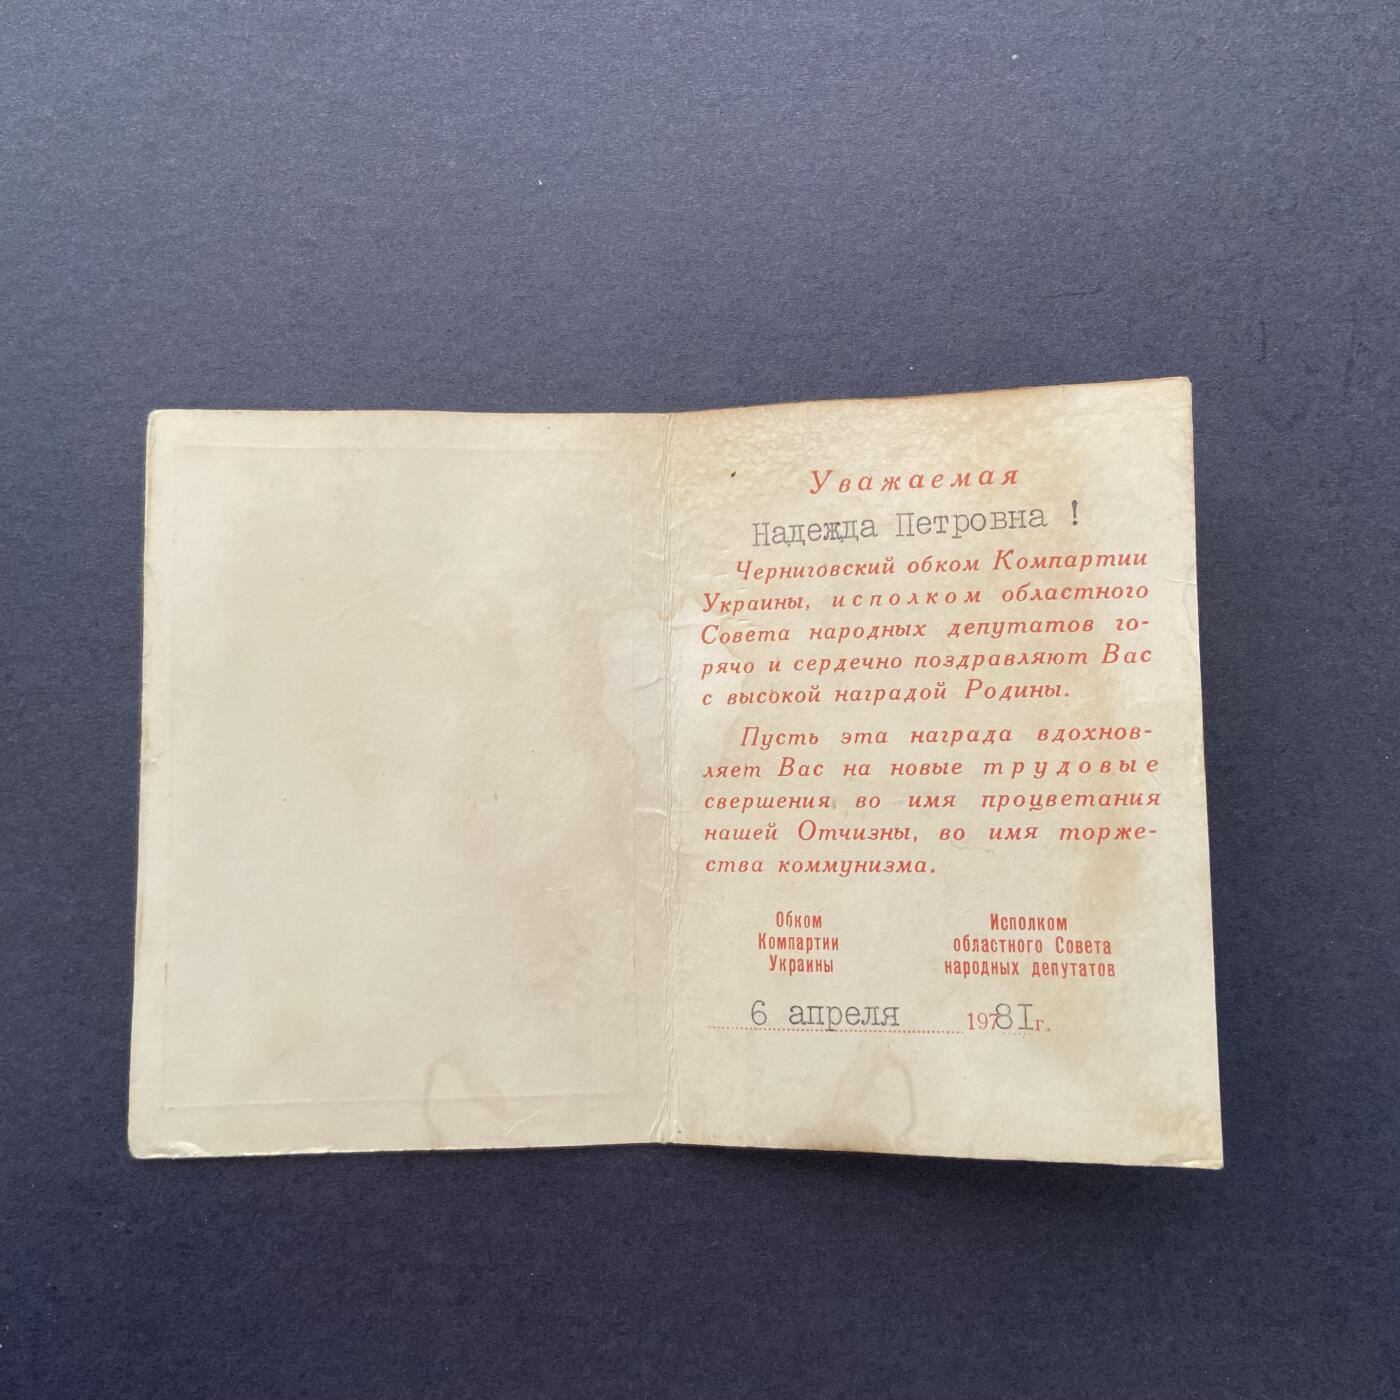 Уважаемая
Надежда Петровна !
Черниговский обком Компартии
Украины, исполком областного
Совета народных депутатов го-
рячо и сердечно поздравляют Вас
с высокой наградой Родины.
Пусть эта награда вдохнов-
ляет Вас на новые трудовые
свершения во имя процветания
нашей Отчизны, во имя торже-
ства коммунизма.
Обком
Компартии
Украины
Исполком
областного Совета
народных депутатов
6 апреля 1981г.